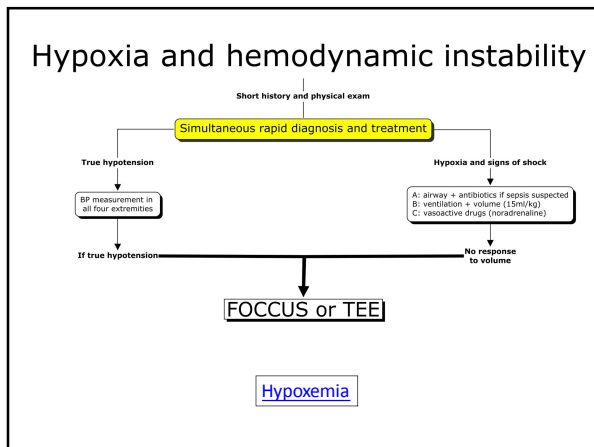 Hypoxia and hemodynamic instability
Short history and physical exam
Simultaneous rapid diagnosis and treatment
True hypotension
BP measurement in
all four extremities
If true hypotension
Hypoxia and signs of shock
A: airway + antibiotics if sepsis suspected
B: ventilation + volume (15ml/kg)
C: vasoactive drugs (noradrenaline)
No response
to volume
FOCCUS or TEE
Hypoxemia